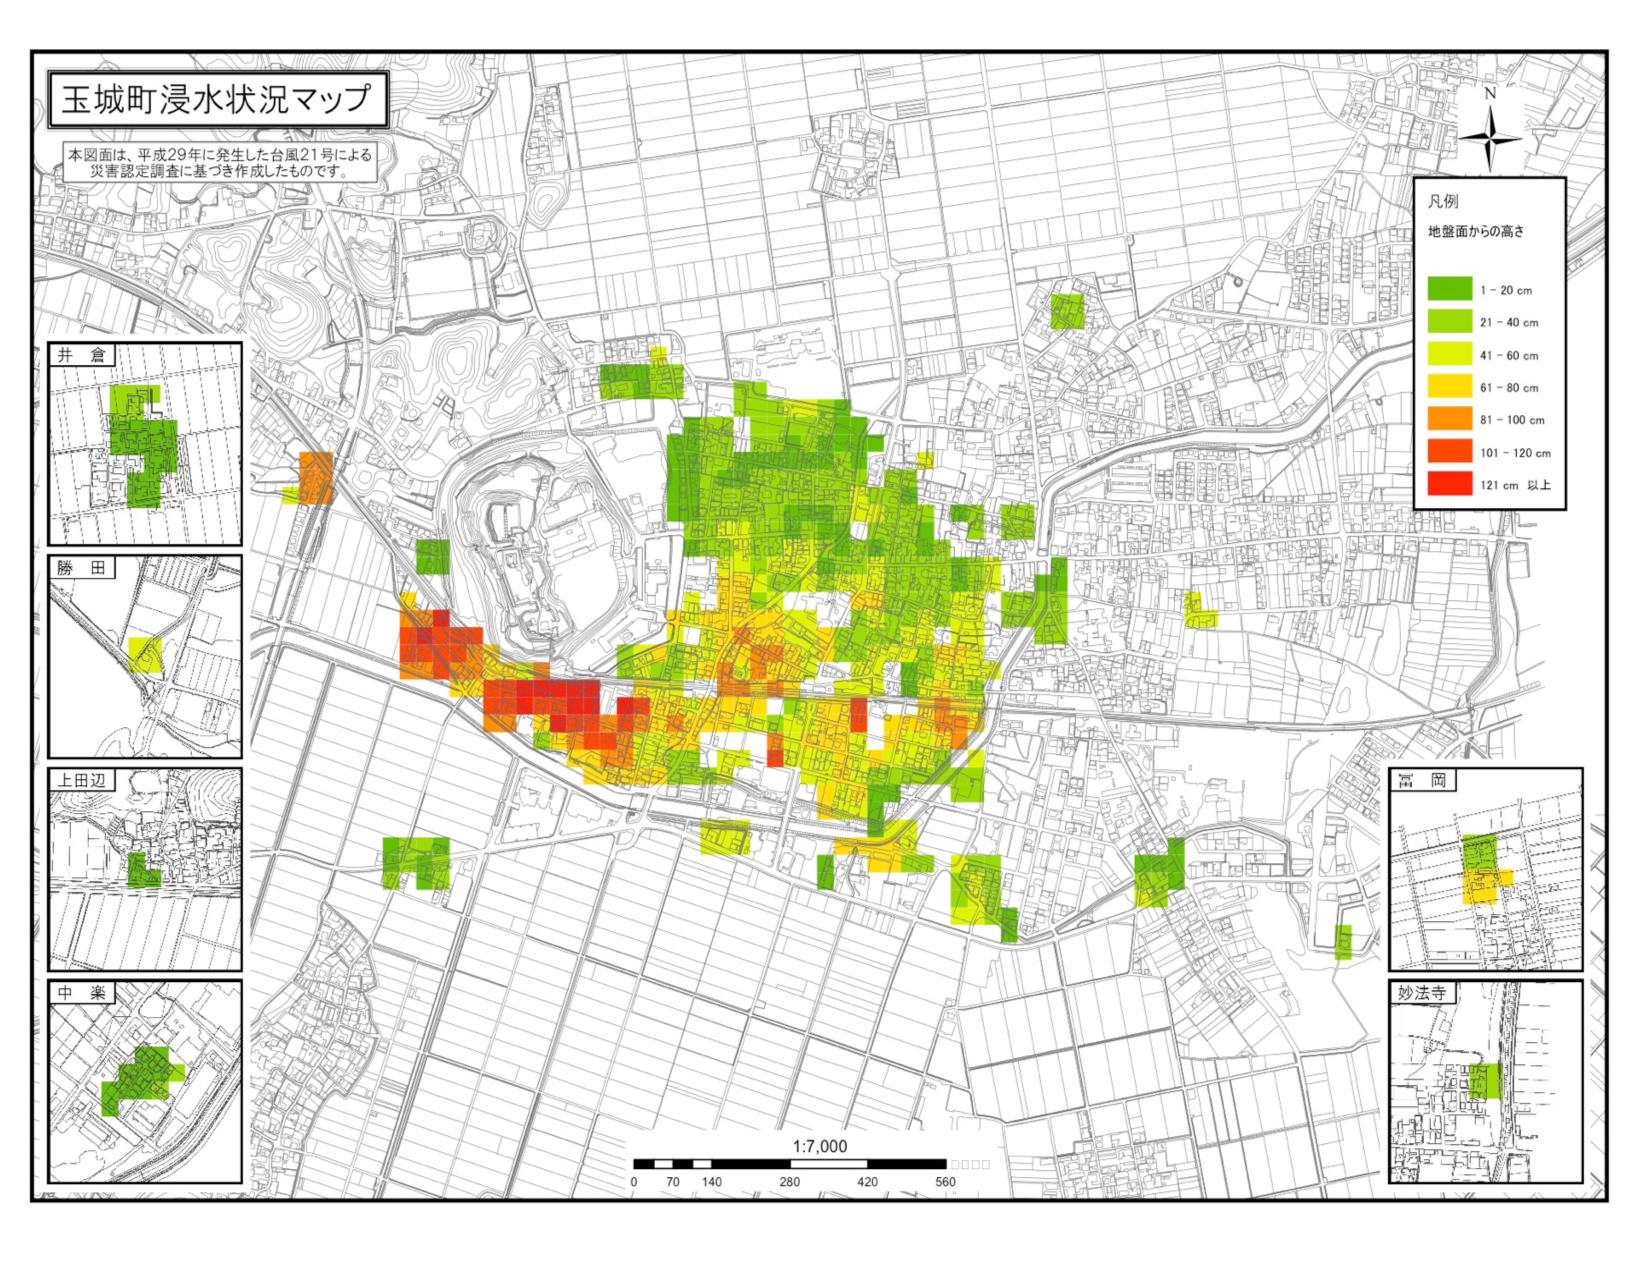 玉城町浸水状況マップ
本図面は、平成29年に発生した台風21号による
災害認定調査に基づき作成したものです。
N
凡例
地盤面からの高さ
1 - 20 cm
21 - 40 cm
41 - 60 cm
61 - 80 cm
81 - 100 cm
101 - 120 cm
121 cm 以上
井 倉
勝 田
上田辺
中 楽
冨 岡
妙法寺
1:7,000
0 70 140 280 420 560